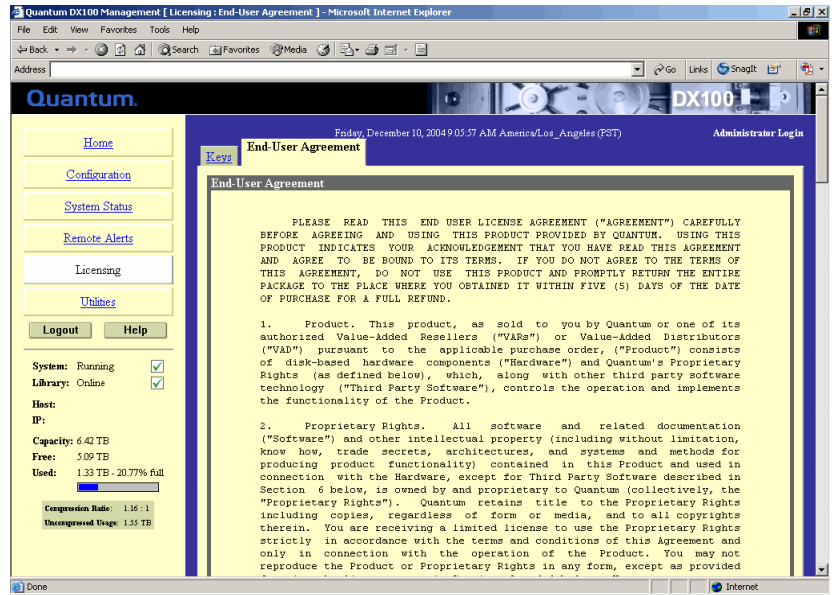 Quantum DX100 Management [ Licensing : End-User Agreement ] - Microsoft Internet Explorer
File Edit View Favorites Tools Help
Back Search Favorites Media
Address Go Links SnagIt
Quantum. DX100
Friday, December 10, 2004 9:05:57 AM America/Los_Angeles (PST) Administrator Login
Home
Configuration
System Status
Remote Alerts
Licensing
Utilities
Logout Help
System: Running
Library: Online
Host:
IP:
Capacity: 6.42 TB
Free: 5.09 TB
Used: 1.33 TB - 20.77% full
Compression Ratio: 1.16 : 1
Uncompressed Usage: 1.55 TB
Keys End-User Agreement
End-User Agreement
PLEASE READ THIS END USER LICENSE AGREEMENT ("AGREEMENT") CAREFULLY
BEFORE AGREEING AND USING THIS PRODUCT PROVIDED BY QUANTUM. USING THIS
PRODUCT INDICATES YOUR ACKNOWLEDGEMENT THAT YOU HAVE READ THIS AGREEMENT
AND AGREE TO BE BOUND TO ITS TERMS. IF YOU DO NOT AGREE TO THE TERMS OF
THIS AGREEMENT, DO NOT USE THIS PRODUCT AND PROMPTLY RETURN THE ENTIRE
PACKAGE TO THE PLACE WHERE YOU OBTAINED IT WITHIN FIVE (5) DAYS OF THE DATE
OF PURCHASE FOR A FULL REFUND.
1. Product. This product, as sold to you by Quantum or one of its
authorized Value-Added Resellers ("VARs") or Value-Added Distributors
("VAD") pursuant to the applicable purchase order, ("Product") consists
of disk-based hardware components ("Hardware") and Quantum's Proprietary
Rights (as defined below), which, along with other third party software
technology ("Third Party Software"), controls the operation and implements
the functionality of the Product.
2. Proprietary Rights. All software and related documentation
("Software") and other intellectual property (including without limitation,
know how, trade secrets, architectures, and systems and methods for
producing product functionality) contained in this Product and used in
connection with the Hardware, except for Third Party Software described in
Section 6 below, is owned by and proprietary to Quantum (collectively, the
"Proprietary Rights"). Quantum retains title to the Proprietary Rights
including copies, regardless of form or media, and to all copyrights
therein. You are receiving a limited license to use the Proprietary Rights
strictly in accordance with the terms and conditions of this Agreement and
only in connection with the operation of the Product. You may not
reproduce the Product or Proprietary Rights in any form, except as provided
Done Internet